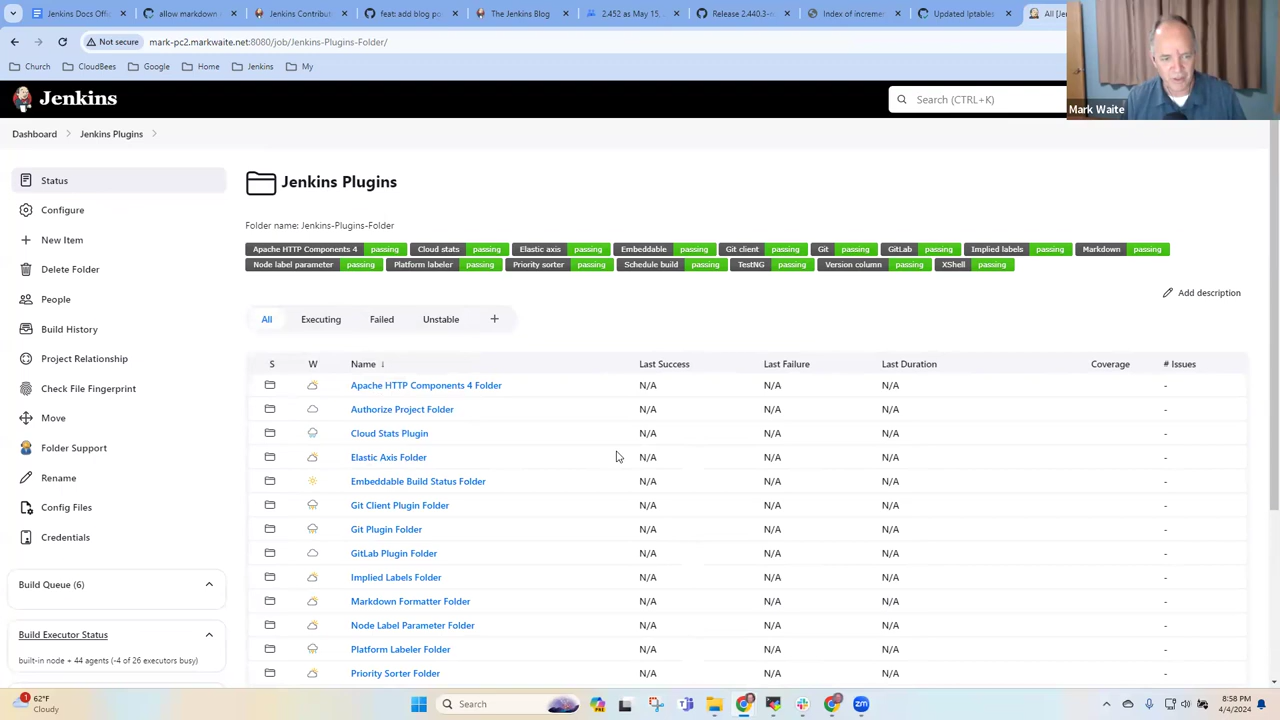 Docs
allow markdown
feat: add blog po
The Jenkins Blog
2.452 as May 15,
Release 2.440.3-r
Index of increme
Updated Iptables
All [Je
Not secure mark-pc2.markwaite.net:8080/job/Jenkins-Plugins-Folder/
Church CloudBees Google Home Jenkins My
Jenkins
Search (CTRL+K)
Mark Waite
Dashboard Jenkins Plugins
Status
Configure
New Item
Delete Folder
People
Build History
Project Relationship
Check File Fingerprint
Move
Folder Support
Rename
Config Files
Credentials
Build Queue (6)
Build Executor Status
built-in node + 44 agents (-4 of 26 executors busy)
Jenkins Plugins
Folder name: Jenkins-Plugins-Folder
Apache HTTP Components 4 passing Cloud stats passing Elastic axis passing Embeddable passing Git client passing Git passing GitLab passing Implied labels passing Markdown passing
Node label parameter passing Platform labeler passing Priority sorter passing Schedule build passing TestNG passing Version column passing XShell passing
Add description
All Executing Failed Unstable +
S W Name ↓ Last Success Last Failure Last Duration Coverage # Issues
Apache HTTP Components 4 Folder N/A N/A N/A -
Authorize Project Folder N/A N/A N/A -
Cloud Stats Plugin N/A N/A N/A -
Elastic Axis Folder N/A N/A N/A -
Embeddable Build Status Folder N/A N/A N/A -
Git Client Plugin Folder N/A N/A N/A -
Git Plugin Folder N/A N/A N/A -
GitLab Plugin Folder N/A N/A N/A -
Implied Labels Folder N/A N/A N/A -
Markdown Formatter Folder N/A N/A N/A -
Node Label Parameter Folder N/A N/A N/A -
Platform Labeler Folder N/A N/A N/A -
Priority Sorter Folder N/A N/A N/A -
1
62°F
Cloudy
Search
zm
8:58 PM
4/4/2024